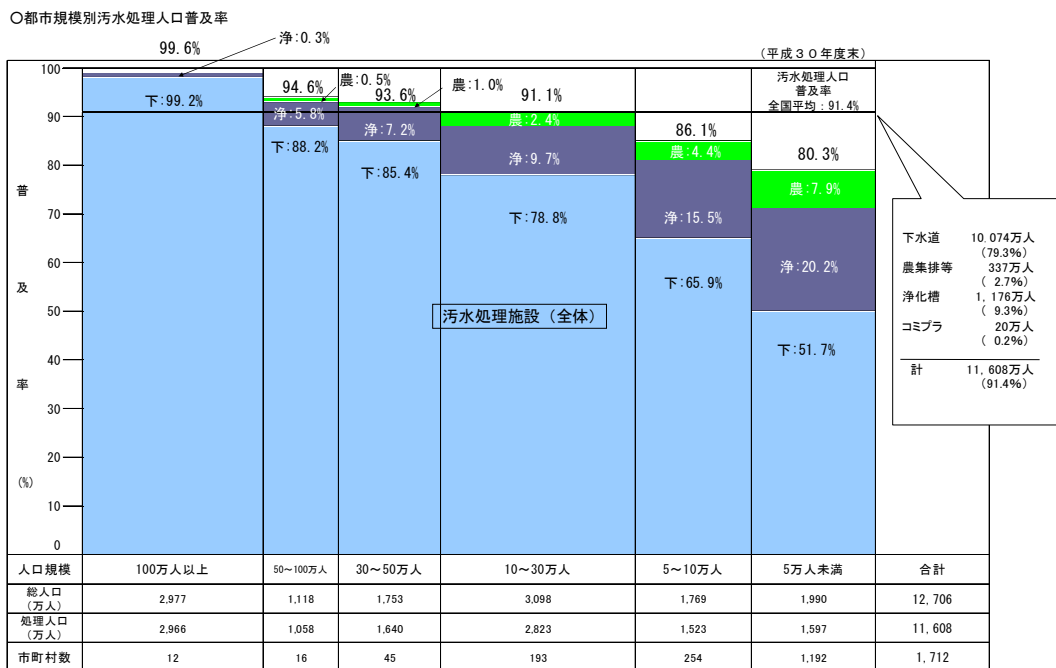 〇都市規模別汚水処理人口普及率
(平成30年度末)
99.6%
浄:0.3%
下:99.2%
94.6%
農:0.5%
浄:5.8%
下:88.2%
93.6%
農:1.0%
浄:7.2%
下:85.4%
91.1%
農:2.4%
浄:9.7%
下:78.8%
86.1%
農:4.4%
浄:15.5%
下:65.9%
汚水処理人口
普及率
全国平均:91.4%
80.3%
農:7.9%
浄:20.2%
下:51.7%
汚水処理施設(全体)
普及率(%)
100
90
80
70
60
50
40
30
20
10
0
下水道 10,074万人
(79.3%)
農集排等 337万人
( 2.7%)
浄化槽 1,176万人
( 9.3%)
コミプラ 20万人
( 0.2%)
計 11,608万人
(91.4%)
人口規模 100万人以上 50~100万人 30~50万人 10~30万人 5~10万人 5万人未満 合計
総人口
(万人) 2,977 1,118 1,753 3,098 1,769 1,990 12,706
処理人口
(万人) 2,966 1,058 1,640 2,823 1,523 1,597 11,608
市町村数 12 16 45 193 254 1,192 1,712